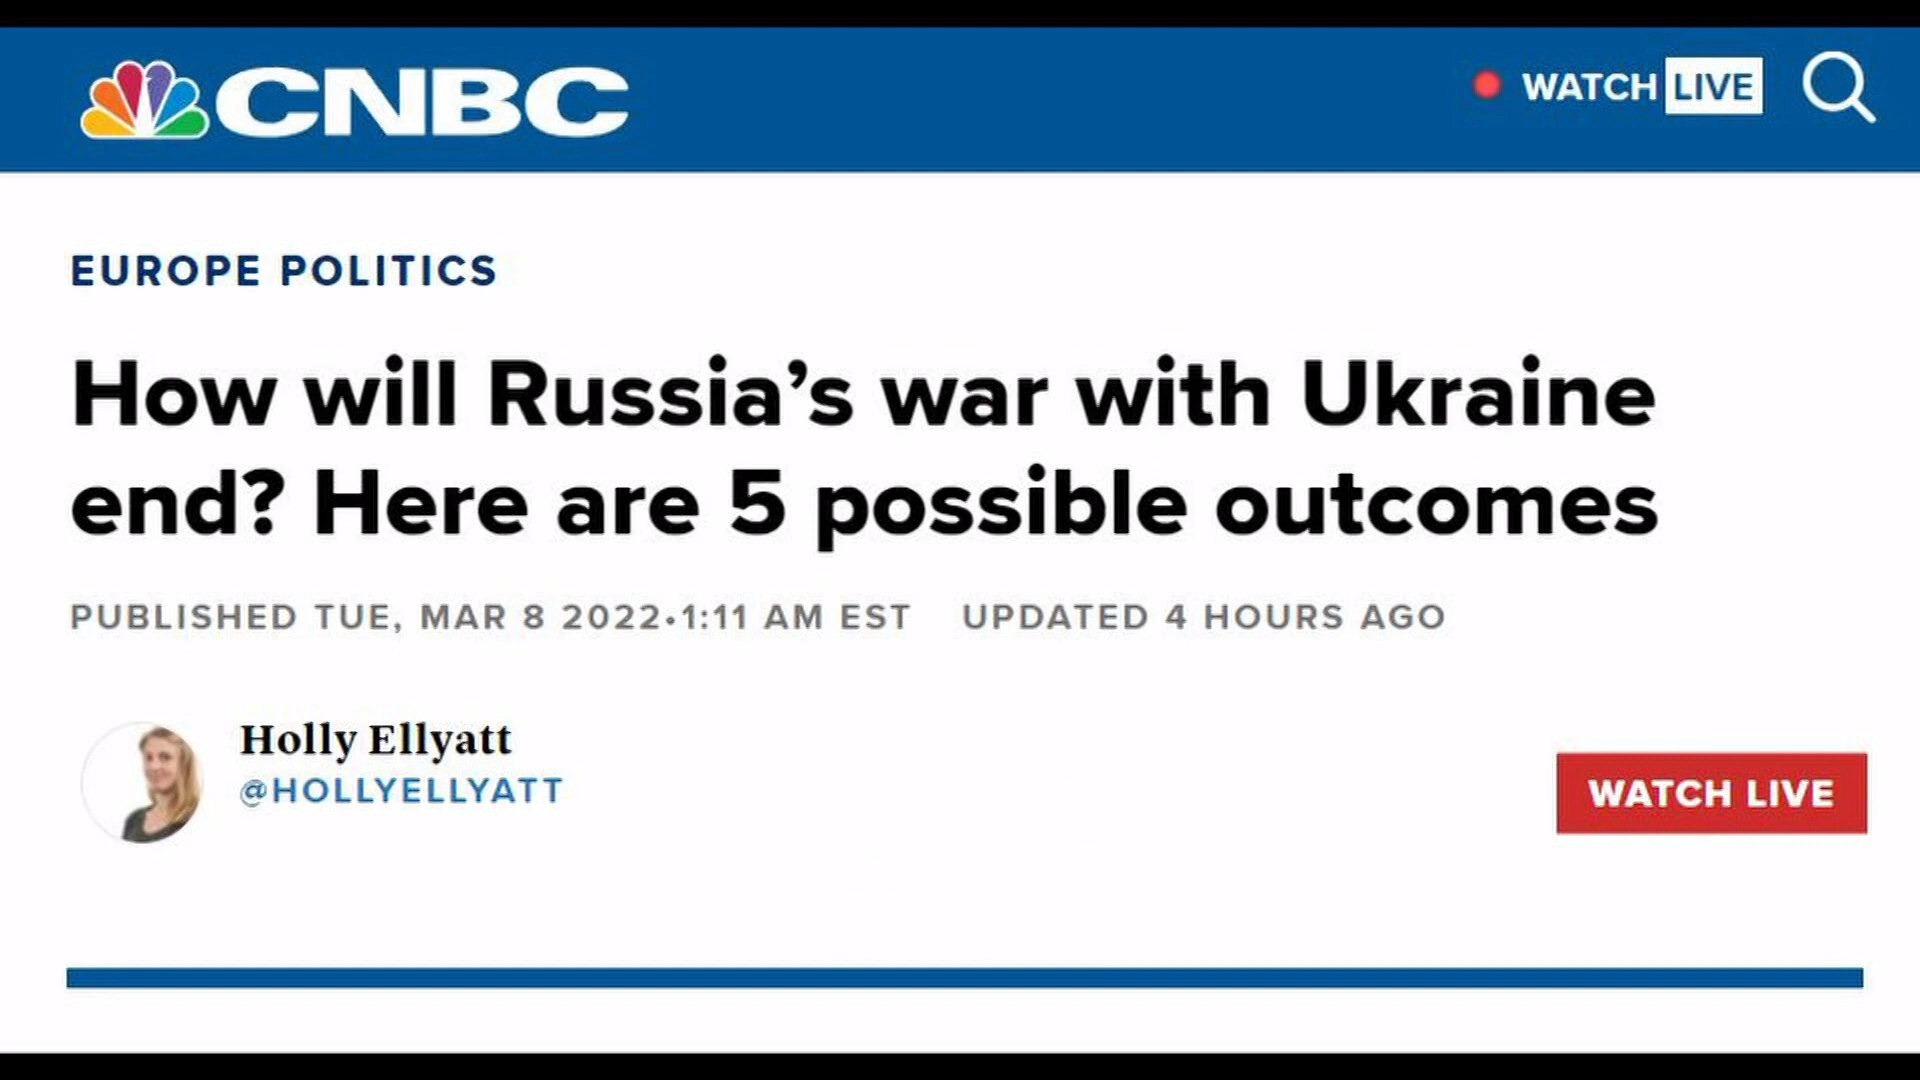 CNBC
WATCH LIVE
EUROPE POLITICS
How will Russia’s war with Ukraine
end? Here are 5 possible outcomes
PUBLISHED TUE, MAR 8 2022•1:11 AM EST UPDATED 4 HOURS AGO
Holly Ellyatt
@HOLLYELLYATT
WATCH LIVE